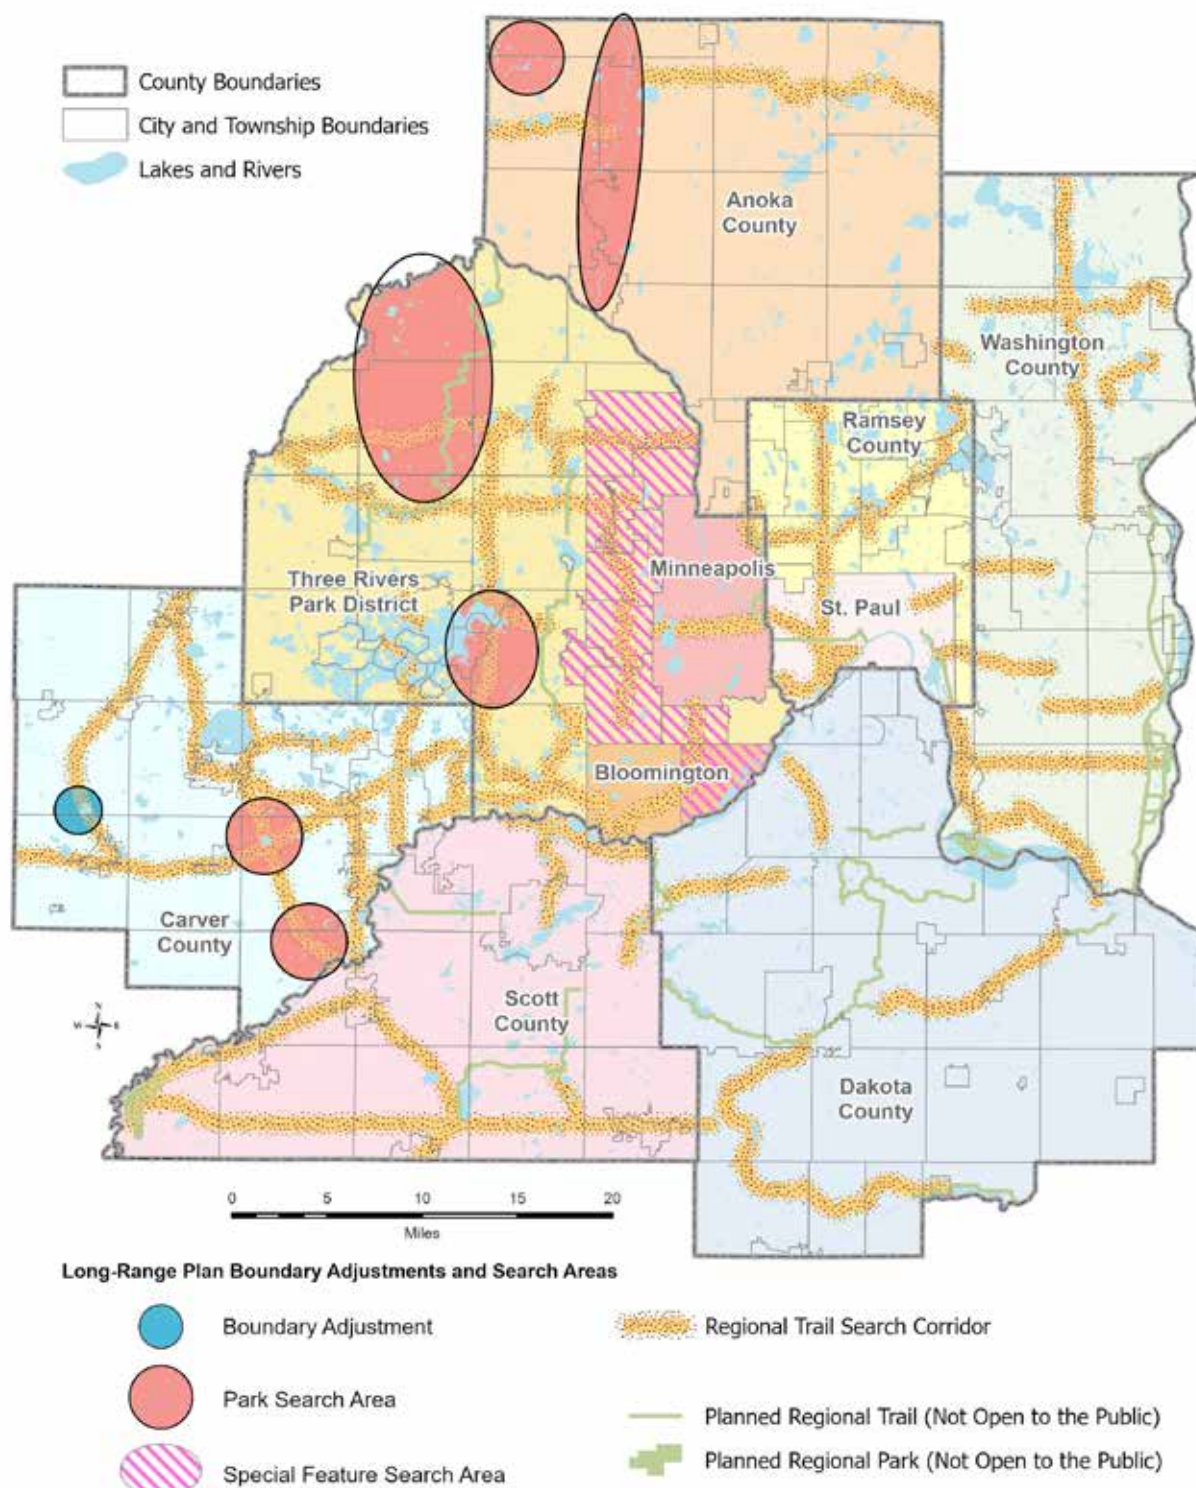 County Boundaries
City and Township Boundaries
Lakes and Rivers
Anoka
County
Washington
County
Ramsey
County
Minneapolis
Three Rivers
Park District
St. Paul
Bloomington
Carver
County
Scott
County
Dakota
County
N
W E
S
0 5 10 15 20
Miles
Long-Range Plan Boundary Adjustments and Search Areas
Boundary Adjustment
Regional Trail Search Corridor
Park Search Area
Planned Regional Trail (Not Open to the Public)
Special Feature Search Area
Planned Regional Park (Not Open to the Public)